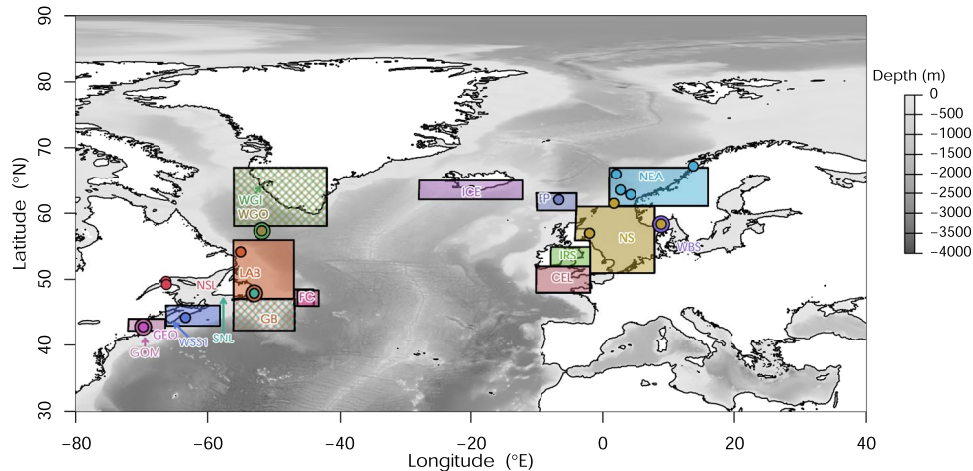 90
80
70
60
50
40
30
Latitude (°N)
−80
−60
−40
−20
0
20
40
Longitude (°E)
Depth (m)
0
−500
−1000
−1500
−2000
−2500
−3000
−3500
−4000
WGI
WGO
ICE
FP
NEA
NS
WBS
IRS
CEL
LAB
NSL
FC
GB
GEO
WSS1
SNL
GOM